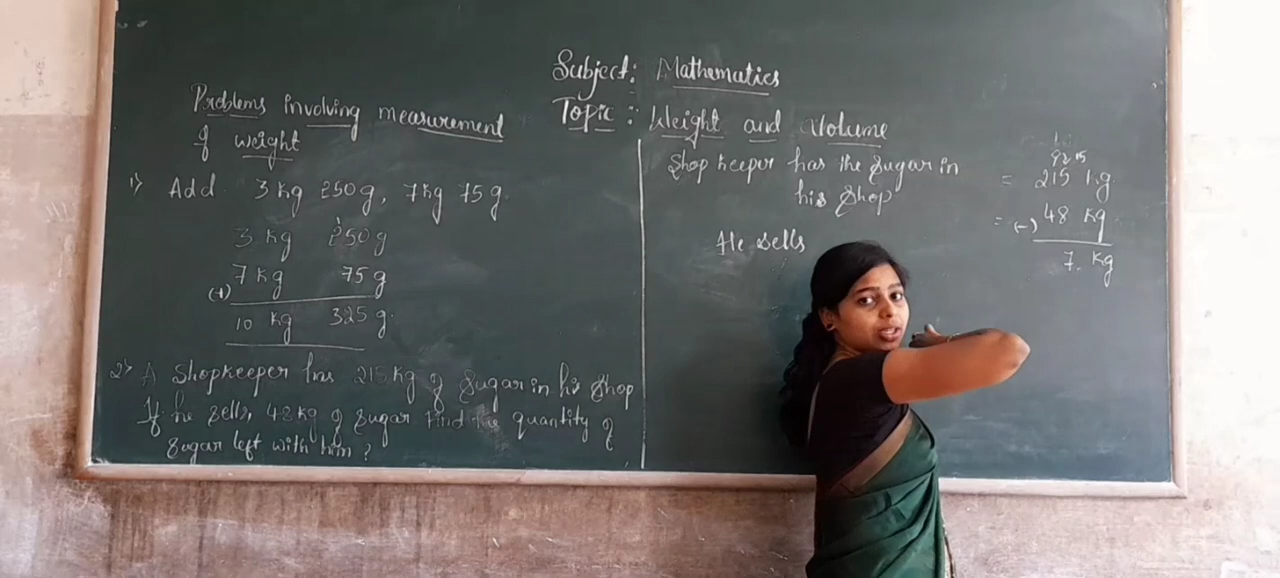 Subject: Mathematics
Topic: Weight and Volume
Problems involving measurement
of weight
1) Add 3 kg 250 g, 7 kg 75 g
3 kg 250 g
7 kg 75 g
(+)
10 kg 325 g
2) A Shopkeeper has 215 kg of Sugar in his Shop
If he sells, 48 kg of sugar Find the quantity of
Sugar left with him?
Shop keeper has the Sugar in
his Shop
= 215 kg
He sells
= (-) 48 kg
7 kg